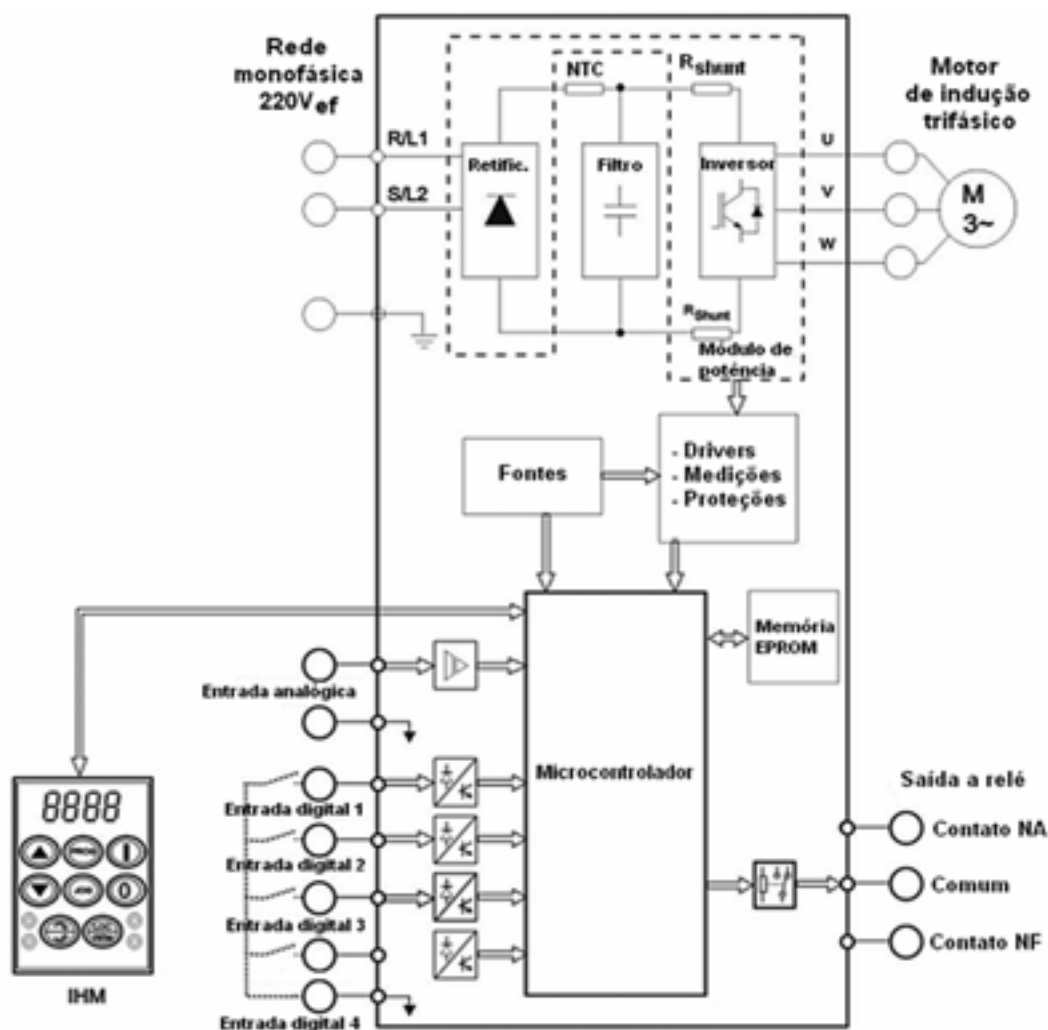 Rede
monofásica
220Vef
R/L1
S/L2
NTC
Rshunt
Retific.
Filtro
Inversor
U
V
W
Motor
de indução
trifásico
M
3~
RShunt
Módulo de
potência
Fontes
- Drivers
- Medições
- Proteções
Microcontrolador
Memória
EPROM
Entrada analógica
Entrada digital 1
Entrada digital 2
Entrada digital 3
Entrada digital 4
8888
PROG
I
JOG
0
IHM
Saída a relé
Contato NA
Comum
Contato NF